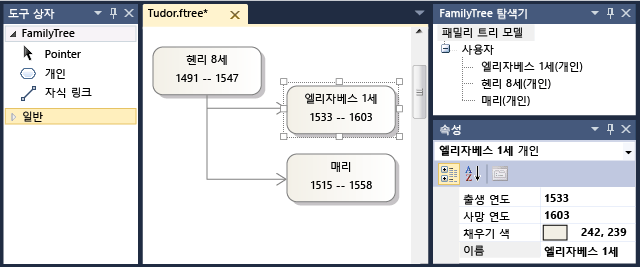 도구 상자
FamilyTree
Pointer
개인
자식 링크
일반
Tudor.ftree*
헨리 8세
1491 -- 1547
엘리자베스 1세
1533 -- 1603
매리
1515 -- 1558
FamilyTree 탐색기
패밀리 트리 모델
사용자
엘리자베스 1세(개인)
헨리 8세(개인)
매리(개인)
속성
엘리자베스 1세 개인
출생 연도 1533
사망 연도 1603
채우기 색 242, 239
이름 엘리자베스 1세